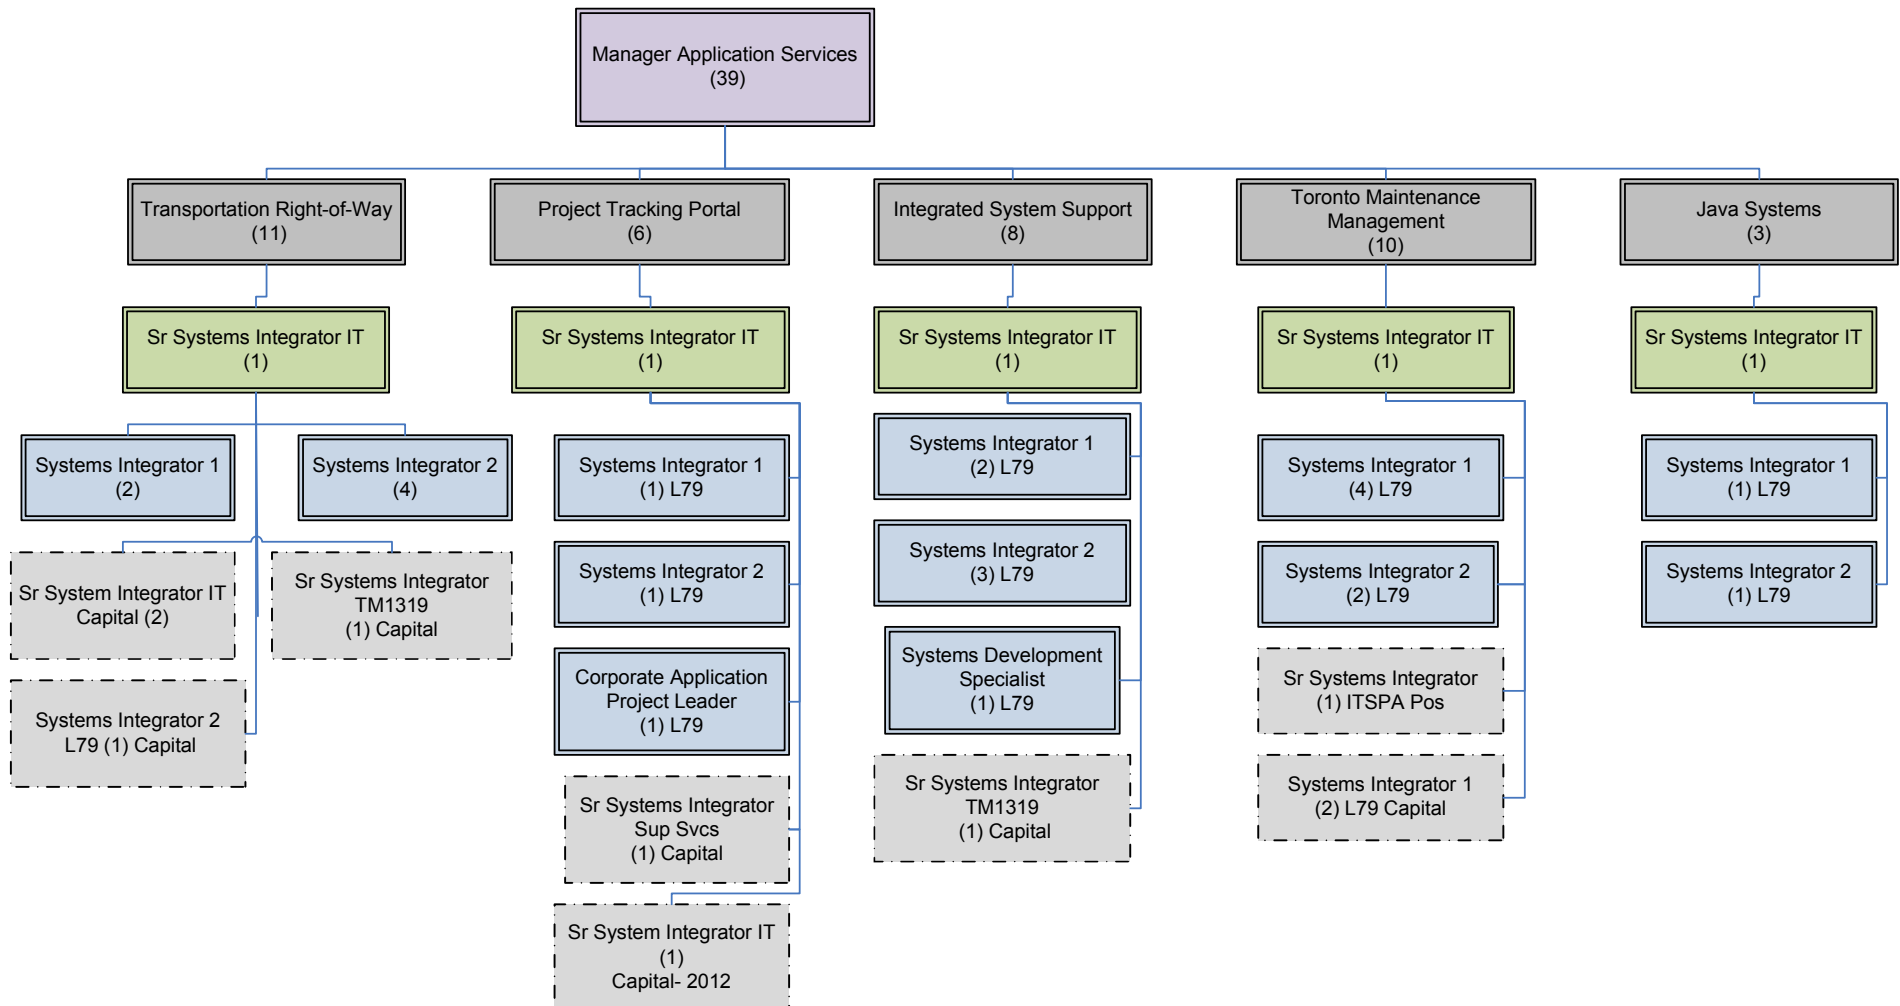 Manager Application Services
(39)
Transportation Right-of-Way
(11)
Project Tracking Portal
(6)
Integrated System Support
(8)
Toronto Maintenance
Management
(10)
Java Systems
(3)
Sr Systems Integrator IT
(1)
Sr Systems Integrator IT
(1)
Sr Systems Integrator IT
(1)
Sr Systems Integrator IT
(1)
Sr Systems Integrator IT
(1)
Systems Integrator 1
(2)
Systems Integrator 2
(4)
Sr System Integrator IT
Capital (2)
Sr Systems Integrator
TM1319
(1) Capital
Systems Integrator 2
L79 (1) Capital
Systems Integrator 1
(1) L79
Systems Integrator 2
(1) L79
Corporate Application
Project Leader
(1) L79
Sr Systems Integrator
Sup Svcs
(1) Capital
Sr System Integrator IT
(1)
Capital- 2012
Systems Integrator 1
(2) L79
Systems Integrator 2
(3) L79
Systems Development
Specialist
(1) L79
Sr Systems Integrator
TM1319
(1) Capital
Systems Integrator 1
(4) L79
Systems Integrator 2
(2) L79
Sr Systems Integrator
(1) ITSPA Pos
Systems Integrator 1
(2) L79 Capital
Systems Integrator 1
(1) L79
Systems Integrator 2
(1) L79